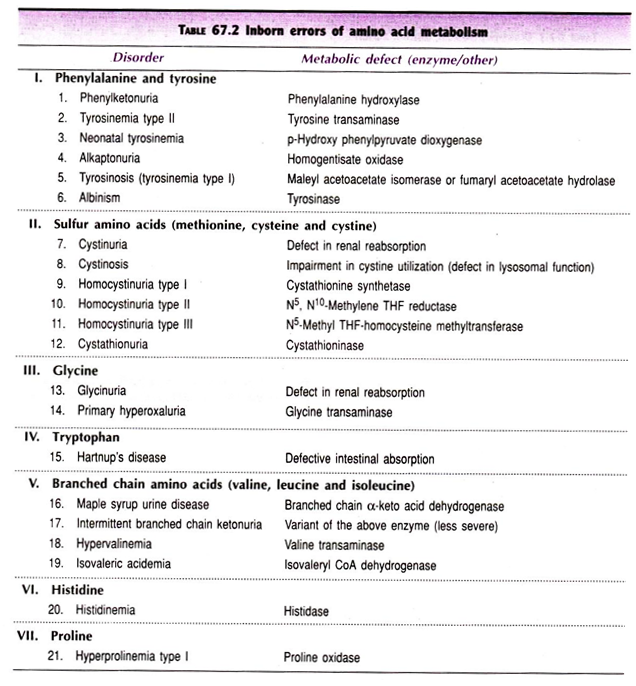 TABLE 67.2 Inborn errors of amino acid metabolism
Disorder Metabolic defect (enzyme/other)
I. Phenylalanine and tyrosine
1. Phenylketonuria Phenylalanine hydroxylase
2. Tyrosinemia type II Tyrosine transaminase
3. Neonatal tyrosinemia p-Hydroxy phenylpyruvate dioxygenase
4. Alkaptonuria Homogentisate oxidase
5. Tyrosinosis (tyrosinemia type I) Maleyl acetoacetate isomerase or fumaryl acetoacetate hydrolase
6. Albinism Tyrosinase
II. Sulfur amino acids (methionine, cysteine and cystine)
7. Cystinuria Defect in renal reabsorption
8. Cystinosis Impairment in cystine utilization (defect in lysosomal function)
9. Homocystinuria type I Cystathionine synthetase
10. Homocystinuria type II N⁵, N¹⁰-Methylene THF reductase
11. Homocystinuria type III N⁵-Methyl THF-homocysteine methyltransferase
12. Cystathionuria Cystathioninase
III. Glycine
13. Glycinuria Defect in renal reabsorption
14. Primary hyperoxaluria Glycine transaminase
IV. Tryptophan
15. Hartnup's disease Defective intestinal absorption
V. Branched chain amino acids (valine, leucine and isoleucine)
16. Maple syrup urine disease Branched chain α-keto acid dehydrogenase
17. Intermittent branched chain ketonuria Variant of the above enzyme (less severe)
18. Hypervalinemia Valine transaminase
19. Isovaleric acidemia Isovaleryl CoA dehydrogenase
VI. Histidine
20. Histidinemia Histidase
VII. Proline
21. Hyperprolinemia type I Proline oxidase